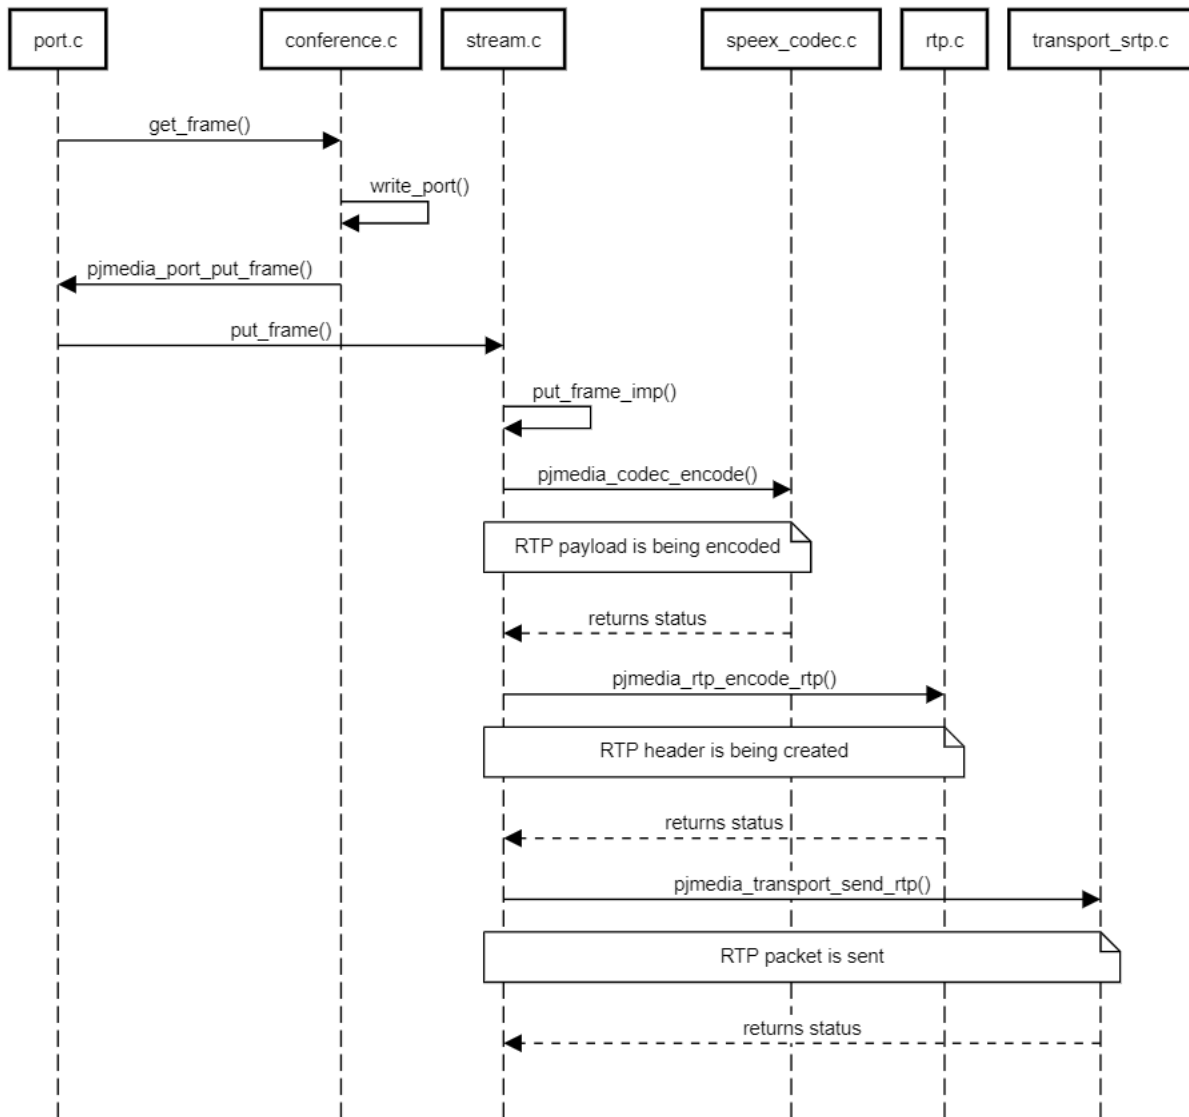 port.c
conference.c
stream.c
speex_codec.c
rtp.c
transport_srtp.c
get_frame()
write_port()
pjmedia_port_put_frame()
put_frame()
put_frame_imp()
pjmedia_codec_encode()
RTP payload is being encoded
returns status
pjmedia_rtp_encode_rtp()
RTP header is being created
returns status
pjmedia_transport_send_rtp()
RTP packet is sent
returns status